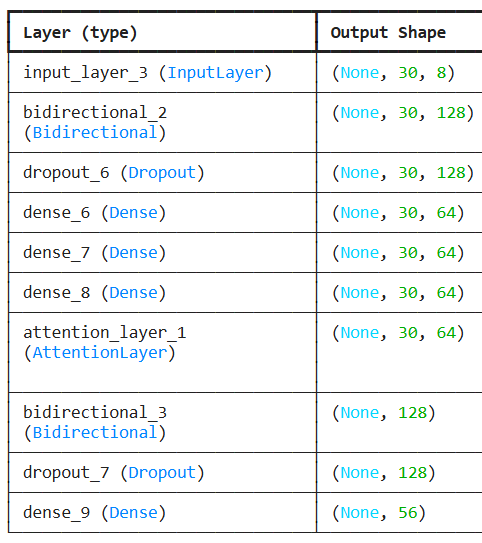 Layer (type) Output Shape
input_layer_3 (InputLayer) (None, 30, 8)
bidirectional_2 (None, 30, 128)
(Bidirectional)
dropout_6 (Dropout) (None, 30, 128)
dense_6 (Dense) (None, 30, 64)
dense_7 (Dense) (None, 30, 64)
dense_8 (Dense) (None, 30, 64)
attention_layer_1 (None, 30, 64)
(AttentionLayer)
bidirectional_3 (None, 128)
(Bidirectional)
dropout_7 (Dropout) (None, 128)
dense_9 (Dense) (None, 56)